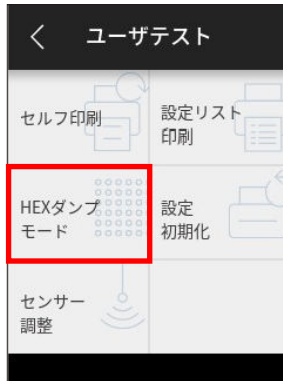 ユーザテスト
セルフ印刷
設定リスト
印刷
HEXダンプ
モード
設定
初期化
センサー
調整